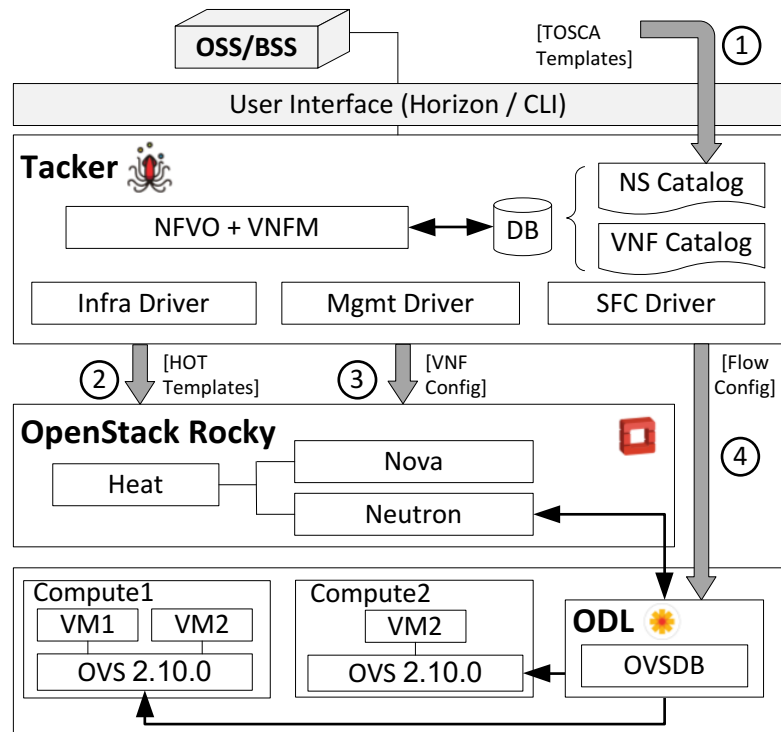 OSS/BSS
[TOSCA
Templates]
1
User Interface (Horizon / CLI)
Tacker
NS Catalog
NFVO + VNFM
DB
VNF Catalog
Infra Driver
Mgmt Driver
SFC Driver
2
[HOT
Templates]
3
[VNF
Config]
[Flow
Config]
OpenStack Rocky
4
Nova
Heat
Neutron
Compute1
VM1
VM2
OVS 2.10.0
Compute2
VM2
OVS 2.10.0
ODL
OVSDB